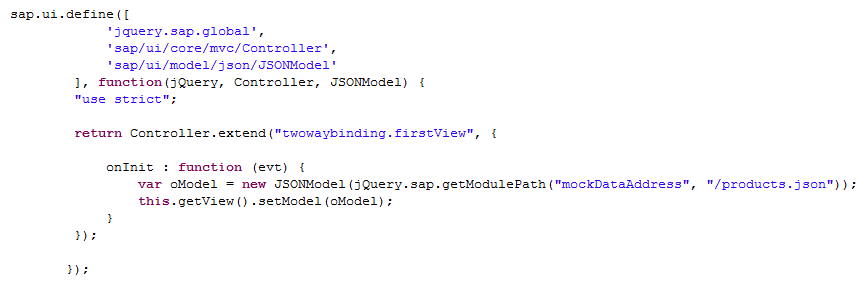 sap.ui.define([
'jquery.sap.global',
'sap/ui/core/mvc/Controller',
'sap/ui/model/json/JSONModel'
], function(jQuery, Controller, JSONModel) {
"use strict";
return Controller.extend("twowaybinding.firstView", {
onInit : function (evt) {
var oModel = new JSONModel(jQuery.sap.getModulePath("mockDataAddress", "/products.json"));
this.getView().setModel(oModel);
}
});
});